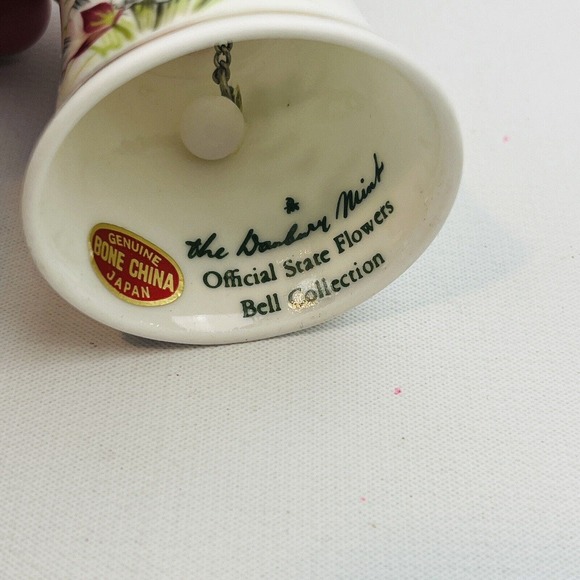 GENUINE
BONE CHINA
JAPAN
the Danbury Mint
Official State Flowers
Bell Collection